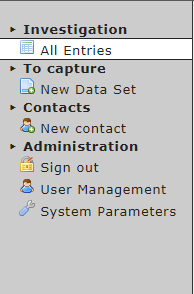 Investigation
All Entries
To capture
New Data Set
Contacts
New contact
Administration
Sign out
User Management
System Parameters